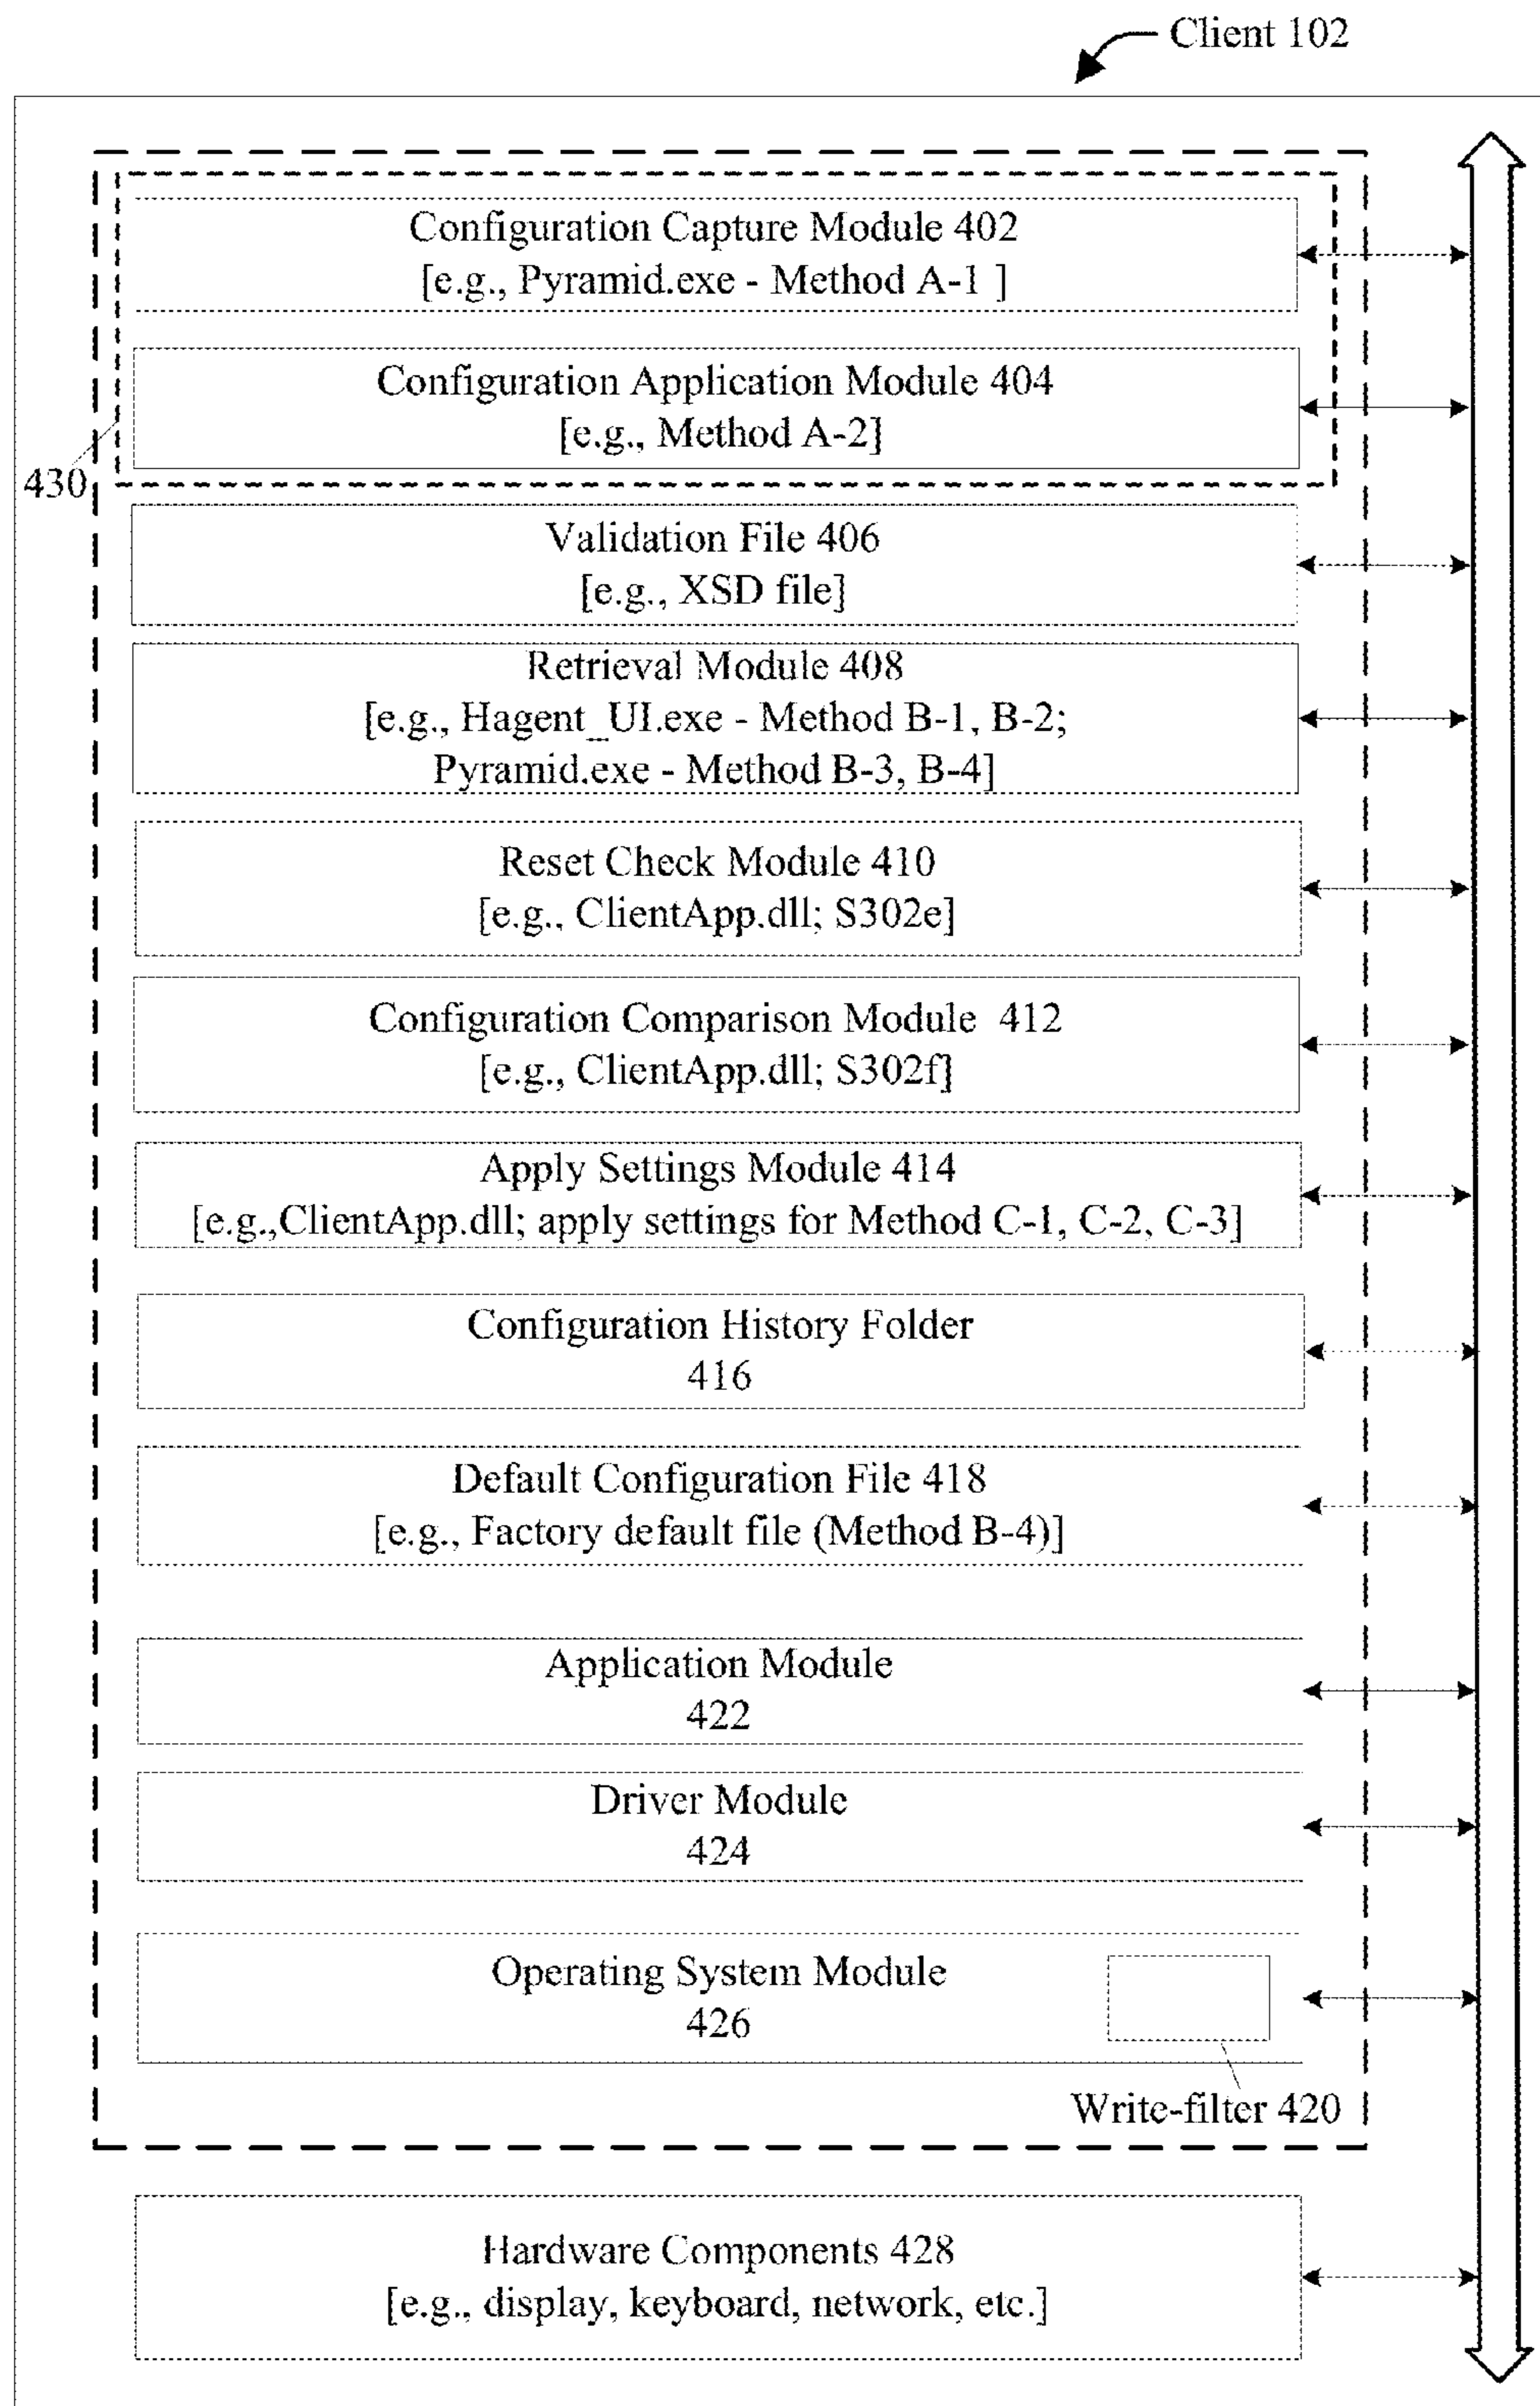 Client 102
Configuration Capture Module 402
[e.g., Pyramid.exe - Method A-1 ]
Configuration Application Module 404
[e.g., Method A-2]
430
Validation File 406
[e.g., XSD file]
Retrieval Module 408
[e.g., Hagent_UI.exe - Method B-1, B-2;
Pyramid.exe - Method B-3, B-4]
Reset Check Module 410
[e.g., ClientApp.dll; S302e]
Configuration Comparison Module 412
[e.g., ClientApp.dll; S302f]
Apply Settings Module 414
[e.g.,ClientApp.dll; apply settings for Method C-1, C-2, C-3]
Configuration History Folder
416
Default Configuration File 418
[e.g., Factory default file (Method B-4)]
Application Module
422
Driver Module
424
Operating System Module
426
Write-filter 420
Hardware Components 428
[e.g., display, keyboard, network, etc.]